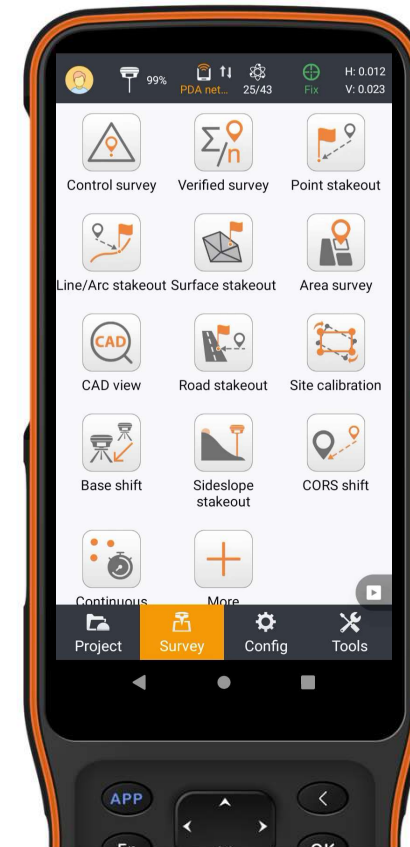 99%
PDA net...
25/43
Fix
H: 0.012
V: 0.023
Σ/n
Control survey Verified survey Point stakeout
Line/Arc stakeout Surface stakeout Area survey
CAD
CAD view Road stakeout Site calibration
Base shift Sideslope CORS shift
stakeout
Continuous More
Project Survey Config Tools
APP
Fn OK